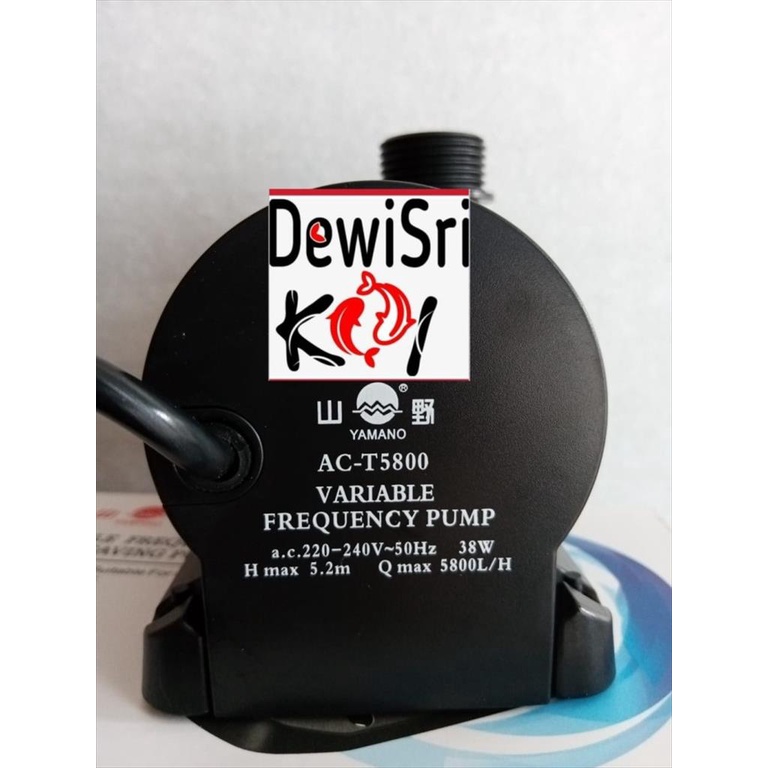 DewiSri
KOI
山 野 ®
YAMANO
AC-T5800
VARIABLE
FREQUENCY PUMP
a.c.220-240V~50Hz 38W
H max 5.2m Q max 5800L/H